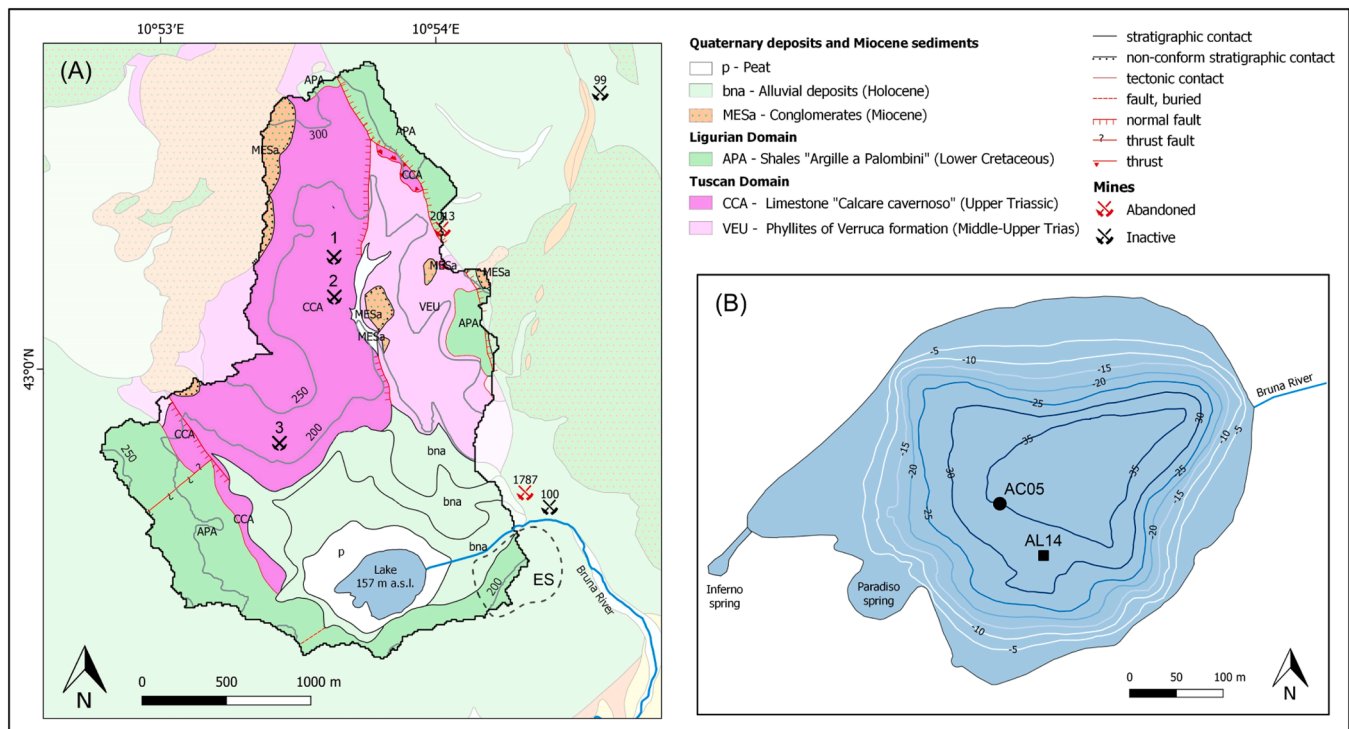 10°53'E
10°54'E
(A)
APA
99
300
APA
MESa
CCA
2013
1
MESa
MESa
2
CCA
VEU
MESa
APA
MESa
43°0'N
250
200
CCA
3
250
bna
?
?
?
bna
1787
100
CCA
APA
p
bna
Lake
157 m a.s.l.
200
ES
Bruna River
N
0 500 1000 m
Quaternary deposits and Miocene sediments
p - Peat
bna - Alluvial deposits (Holocene)
MESa - Conglomerates (Miocene)
Ligurian Domain
APA - Shales "Argille a Palombini" (Lower Cretaceous)
Tuscan Domain
CCA - Limestone "Calcare cavernoso" (Upper Triassic)
VEU - Phyllites of Verruca formation (Middle-Upper Trias)
stratigraphic contact
non-conform stratigraphic contact
tectonic contact
fault, buried
normal fault
? thrust fault
thrust
Mines
Abandoned
Inactive
(B)
-5
-10
-15
-20
-25
Bruna River
30
-35
-10
-5
-15
-35
-25
-30
-15
-20
AC05
-20
-25
AL14
Inferno
spring
Paradiso
spring
-10
-5
N
0 50 100 m